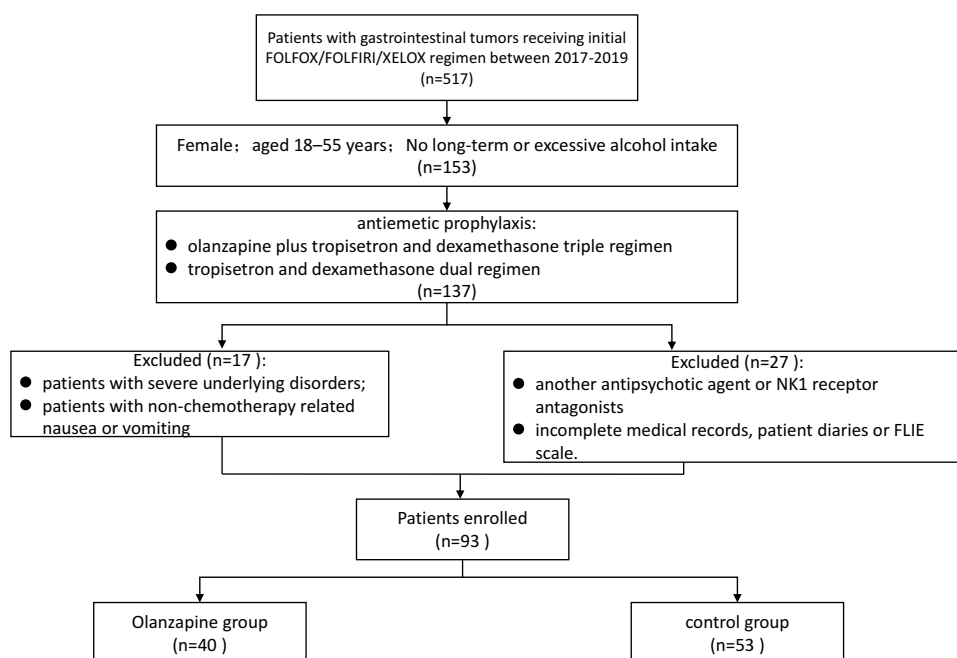 Patients with gastrointestinal tumors receiving initial
FOLFOX/FOLFIRI/XELOX regimen between 2017-2019
(n=517)
Female；aged 18–55 years；No long-term or excessive alcohol intake
(n=153)
antiemetic prophylaxis:
● olanzapine plus tropisetron and dexamethasone triple regimen
● tropisetron and dexamethasone dual regimen
(n=137)
Excluded (n=17 ):
● patients with severe underlying disorders;
● patients with non-chemotherapy related
nausea or vomiting
Excluded (n=27 ):
● another antipsychotic agent or NK1 receptor
antagonists
● incomplete medical records, patient diaries or FLIE
scale.
Patients enrolled
(n=93 )
Olanzapine group
(n=40 )
control group
(n=53 )